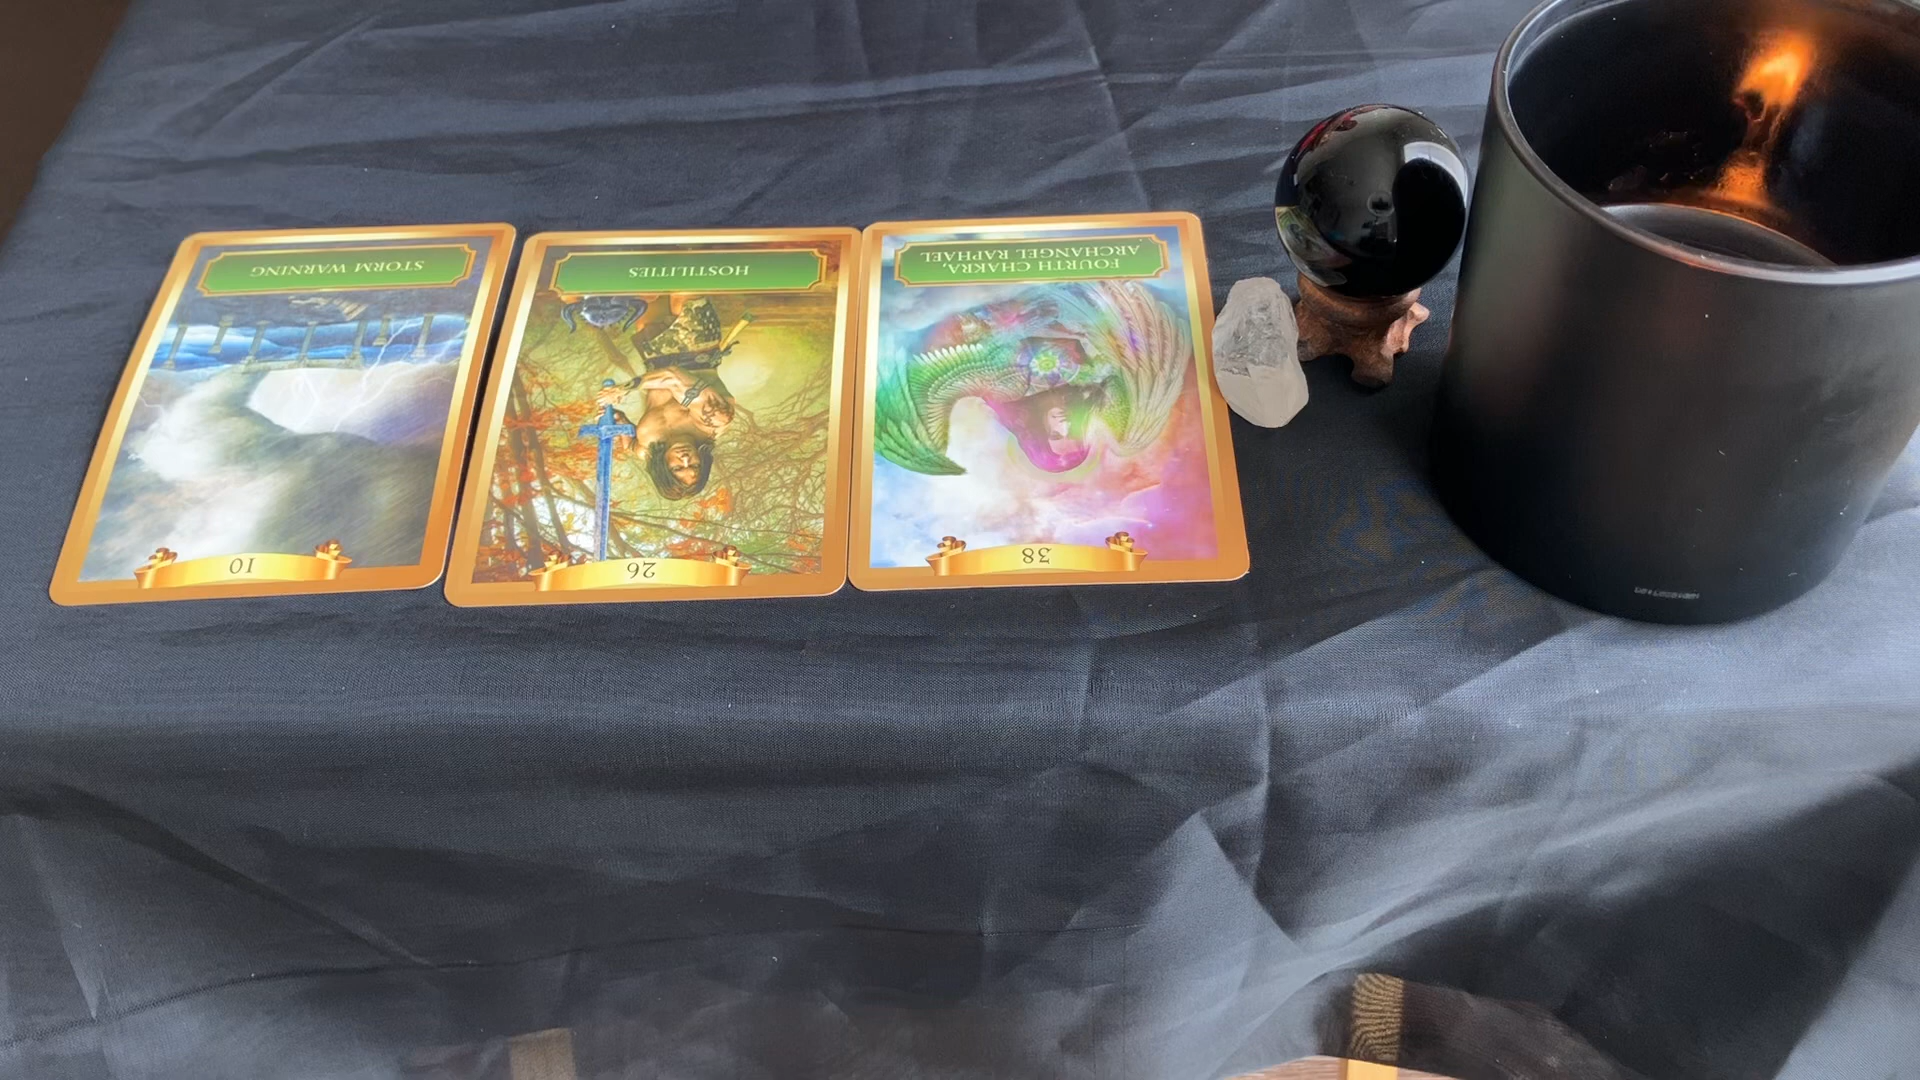 STORM WARNING
10
HOSTILITIES
26
FOURTH CHAKRA,
ARCHANGEL RAPHAEL
38